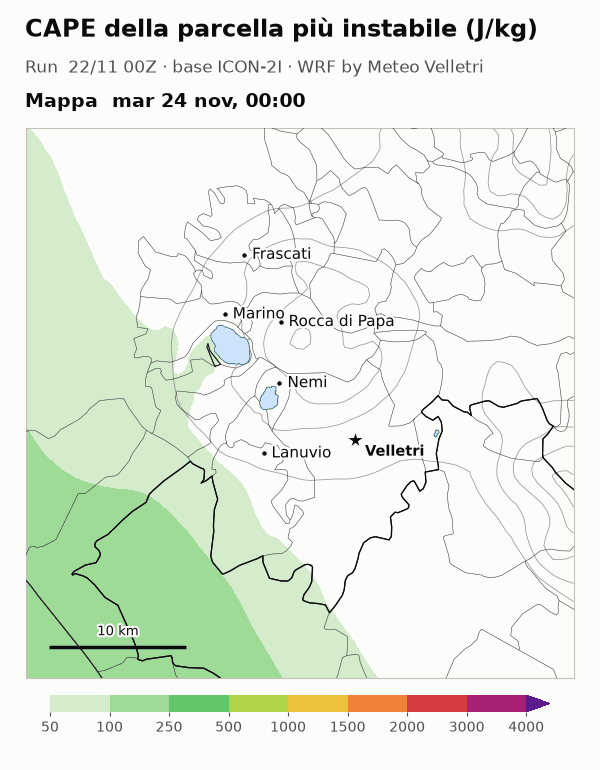 CAPE della parcella più instabile (J/kg)
Run 22/11 00Z · base ICON-2I · WRF by Meteo Velletri
Mappa mar 24 nov, 00:00
Frascati
Marino
Rocca di Papa
Nemi
Lanuvio
Velletri
10 km
50 100 250 500 1000 1500 2000 3000 4000